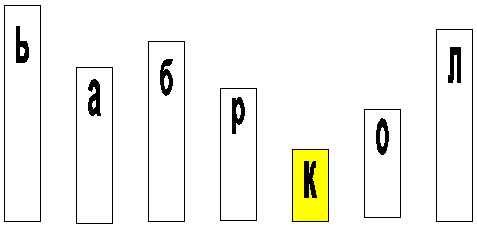 ь а б р к о л